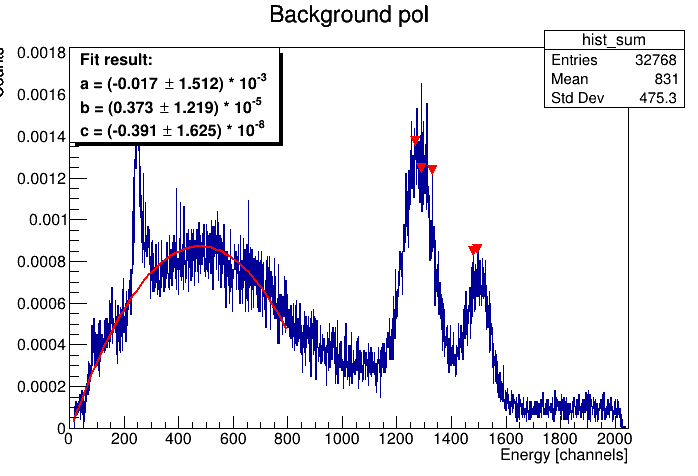 Background pol
hist_sum
Entries 32768
Mean 831
Std Dev 475.3
Fit result:
a = (-0.017 ± 1.512) * 10-3
b = (0.373 ± 1.219) * 10-5
c = (-0.391 ± 1.625) * 10-8
0.0018
0.0016
0.0014
0.0012
0.001
0.0008
0.0006
0.0004
0.0002
0
0 200 400 600 800 1000 1200 1400 1600 1800 2000
Energy [channels]